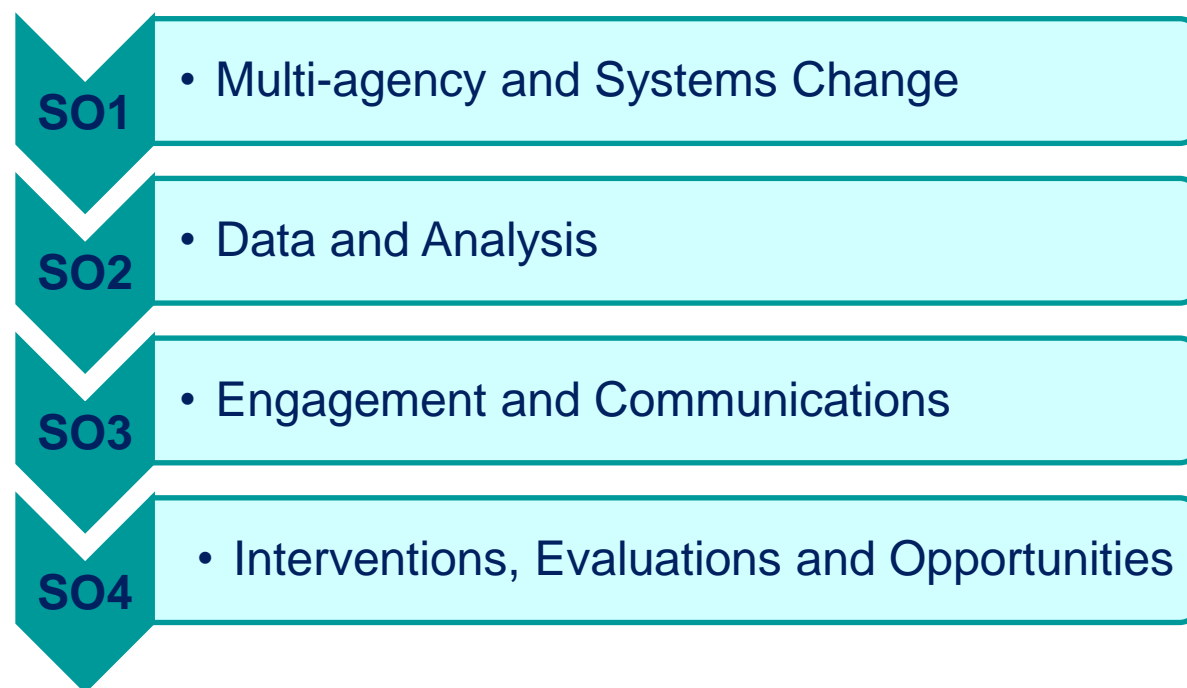 SO1
• Multi-agency and Systems Change
SO2
• Data and Analysis
SO3
• Engagement and Communications
SO4
• Interventions, Evaluations and Opportunities